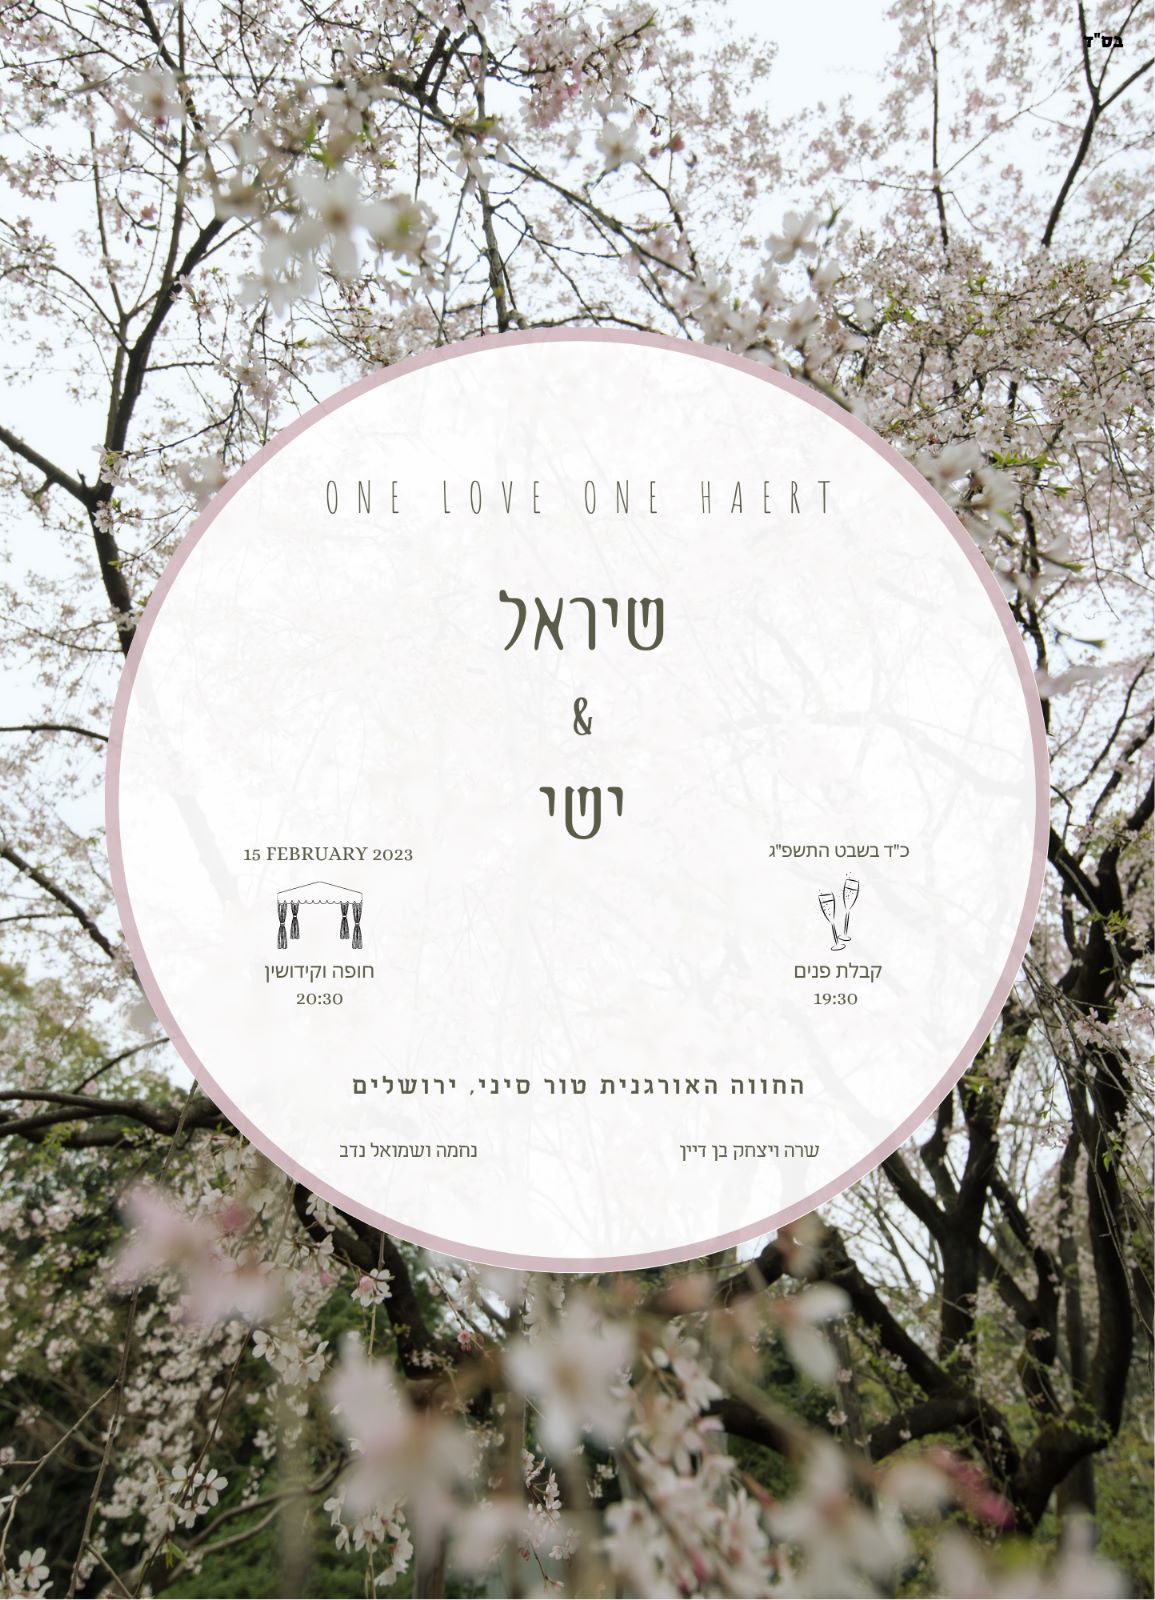 בס"ד
ONE LOVE ONE HAERT
שיראל
&
ישי
כ"ד בשבט התשפ"ג
15 FEBRUARY 2023
קבלת פנים
19:30
חופה וקידושין
20:30
החווה האורגנית טור סיני, ירושלים
שרה ויצחק בן דיין
נחמה ושמואל נדב